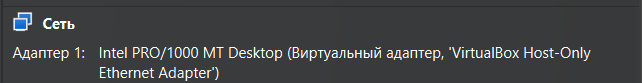 Сеть
Адаптер 1: Intel PRO/1000 MT Desktop (Виртуальный адаптер, 'VirtualBox Host-Only
Ethernet Adapter')